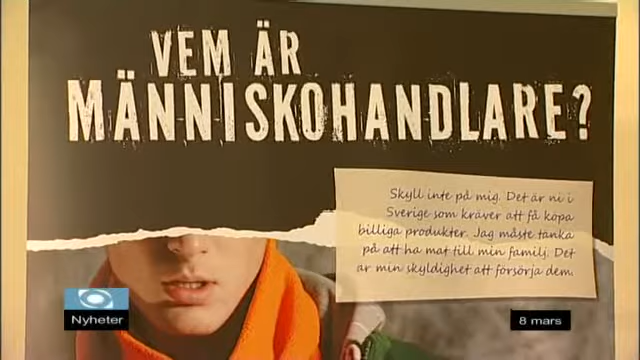 VEM ÄR
MÄNNISKOHANDLARE?
Skyll inte på mig. Det är ni i
Sverige som kräver att få köpa
billiga produkter. Jag måste tänka
på att ha mat till min familj. Det
är min skyldighet att försörja dem.
Nyheter
8 mars